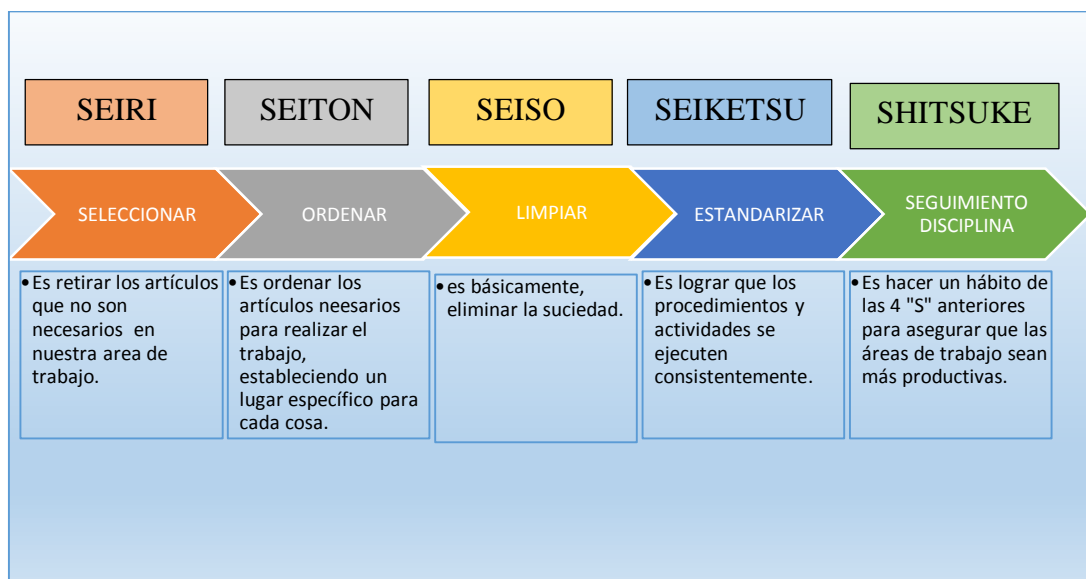 SEIRI
SEITON
SEISO
SEIKETSU
SHITSUKE
SELECCIONAR
ORDENAR
LIMPIAR
ESTANDARIZAR
SEGUIMIENTO
DISCIPLINA
•Es retirar los artículos
que no son
necesarios en
nuestra area de
trabajo.
•Es ordenar los
artículos neesarios
para realizar el
trabajo,
estableciendo un
lugar específico para
cada cosa.
•es básicamente,
eliminar la suciedad.
•Es lograr que los
procedimientos y
actividades se
ejecuten
consistentemente.
•Es hacer un hábito de
las 4 "S" anteriores
para asegurar que las
áreas de trabajo sean
más productivas.